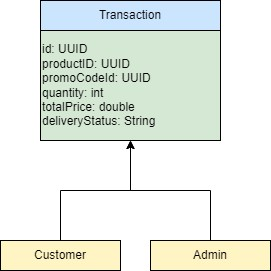 Transaction
id: UUID
productID: UUID
promoCodeId: UUID
quantity: int
totalPrice: double
deliveryStatus: String
Customer
Admin